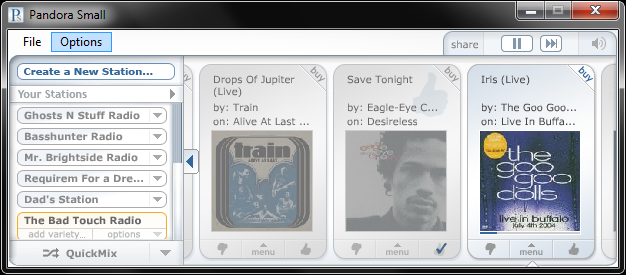 Pandora Small
File Options
share
Create a New Station...
Your Stations
Ghosts N Stuff Radio
Basshunter Radio
Mr. Brightside Radio
Requirem For a Dre...
Dad's Station
The Bad Touch Radio
add variety... options
QuickMix
buy
Drops Of Jupiter
(Live)
by: Train
on: Alive At Last ...
train
ALIVE AT LAST
menu
buy
Save Tonight
by: Eagle-Eye C...
on: Desireless
menu
buy
Iris (Live)
by: The Goo Goo...
on: Live In Buffa...
the
goo
goo
dolls
live in buffalo
july 4th 2004
menu